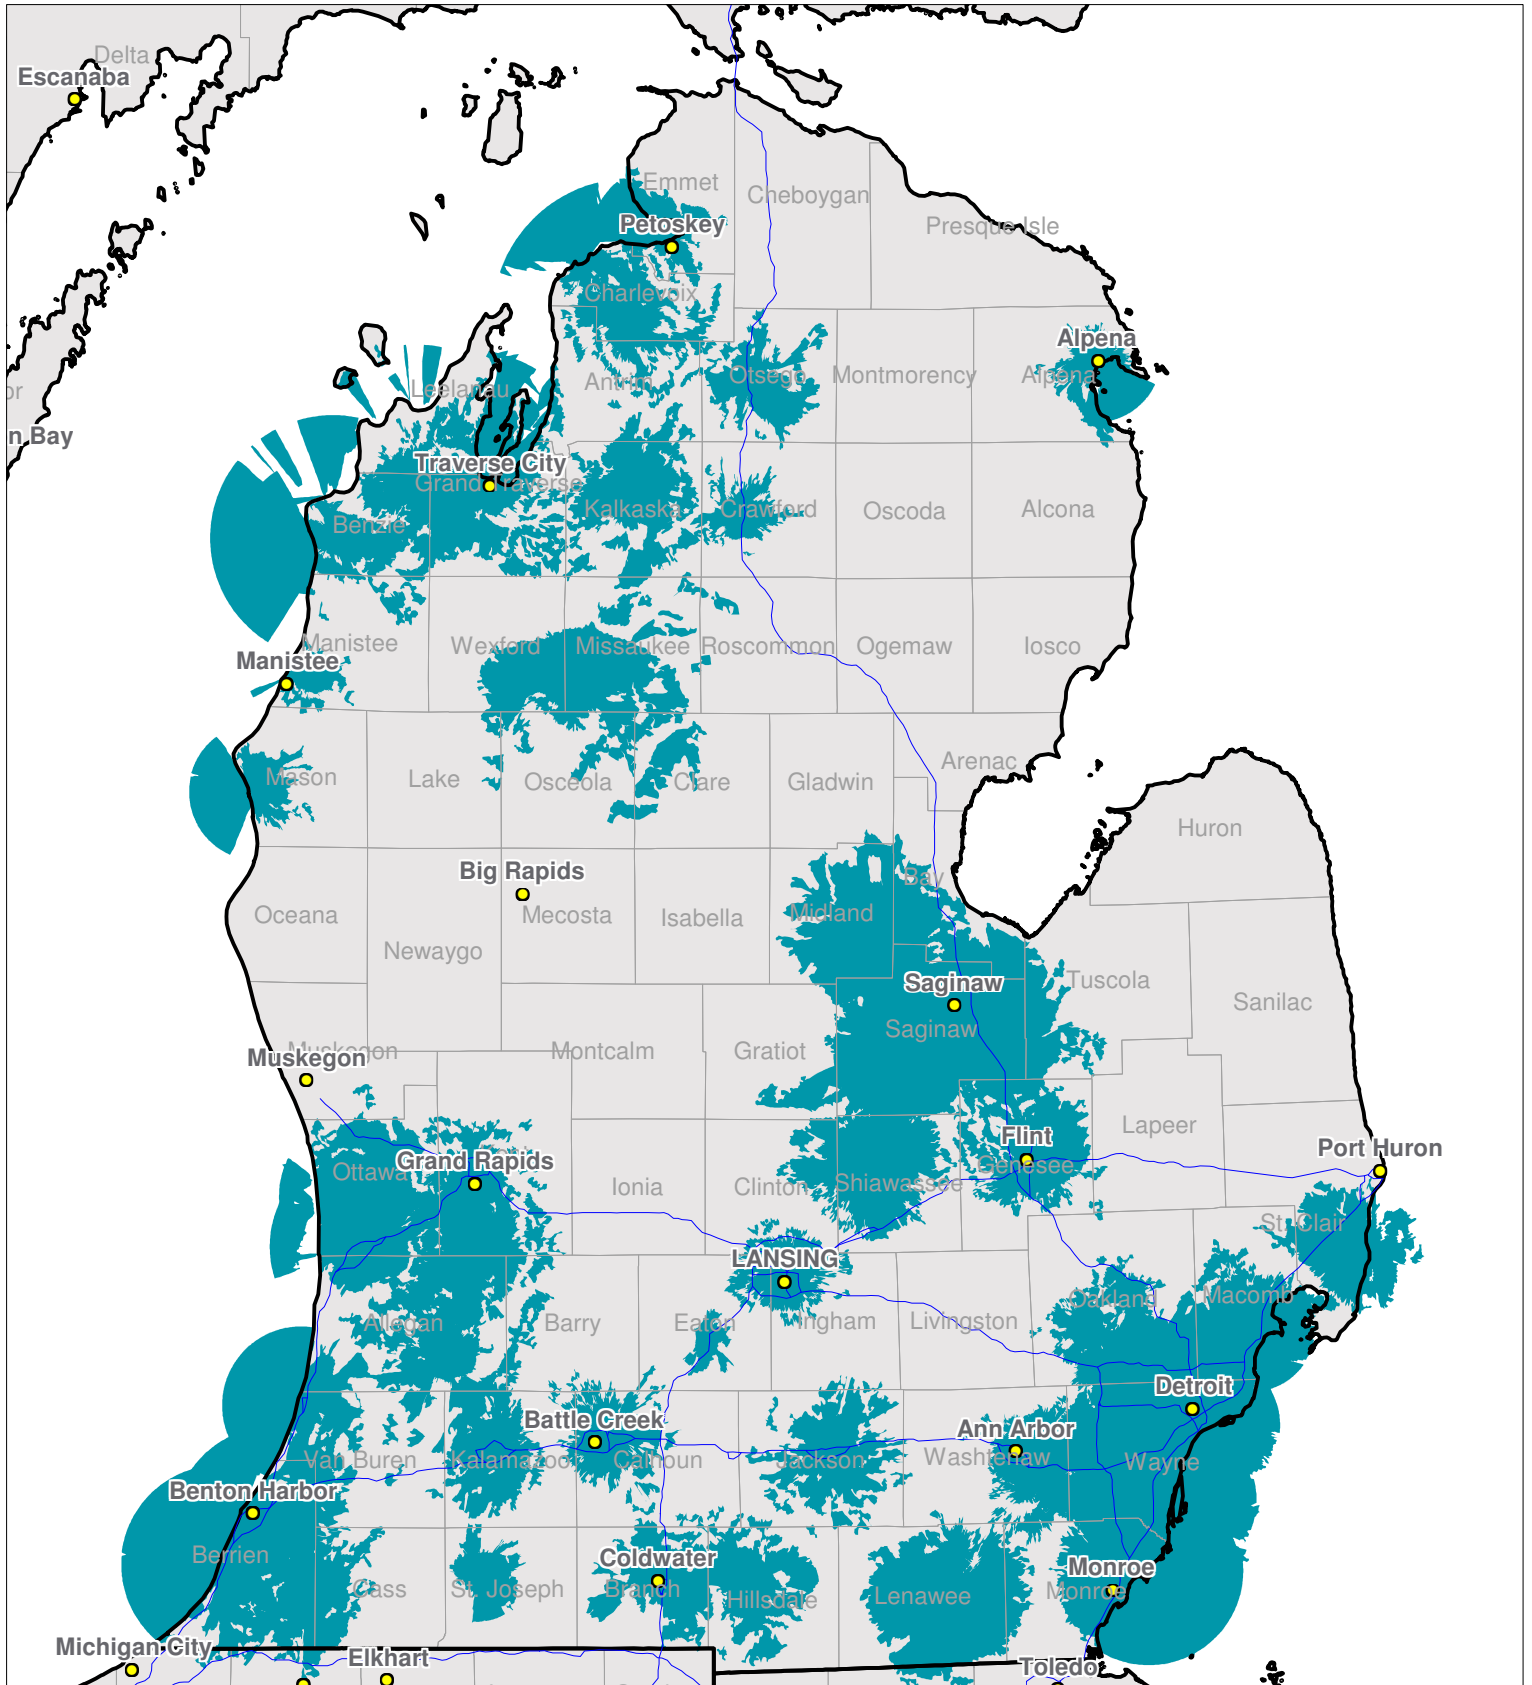 Delta
Escanaba
Emmet
Cheboygan
Petoskey
Presque Isle
Charlevoix
Alpena
Leelanau
Antrim
Otsego
Montmorency
Alpena
or
n Bay
Traverse City
Grand Traverse
Benzie
Kalkaska
Crawford
Oscoda
Alcona
Manistee
Wexford
Missaukee
Roscommon
Ogemaw
Iosco
Manistee
Mason
Lake
Osceola
Clare
Gladwin
Arenac
Huron
Big Rapids
Bay
Oceana
Mecosta
Isabella
Midland
Newaygo
Saginaw
Tuscola
Sanilac
Saginaw
Muskegon
Muskegon
Montcalm
Gratiot
Lapeer
Flint
Port Huron
Grand Rapids
Ottawa
Genesee
Ionia
Clinton
Shiawassee
St. Clair
LANSING
Oakland
Macomb
Allegan
Barry
Eaton
Ingham
Livingston
Detroit
Battle Creek
Ann Arbor
Van Buren
Kalamazoo
Calhoun
Jackson
Washtenaw
Wayne
Benton Harbor
Berrien
Coldwater
Monroe
Cass
St. Joseph
Branch
Hillsdale
Lenawee
Monroe
Michigan City
Elkhart
Toledo